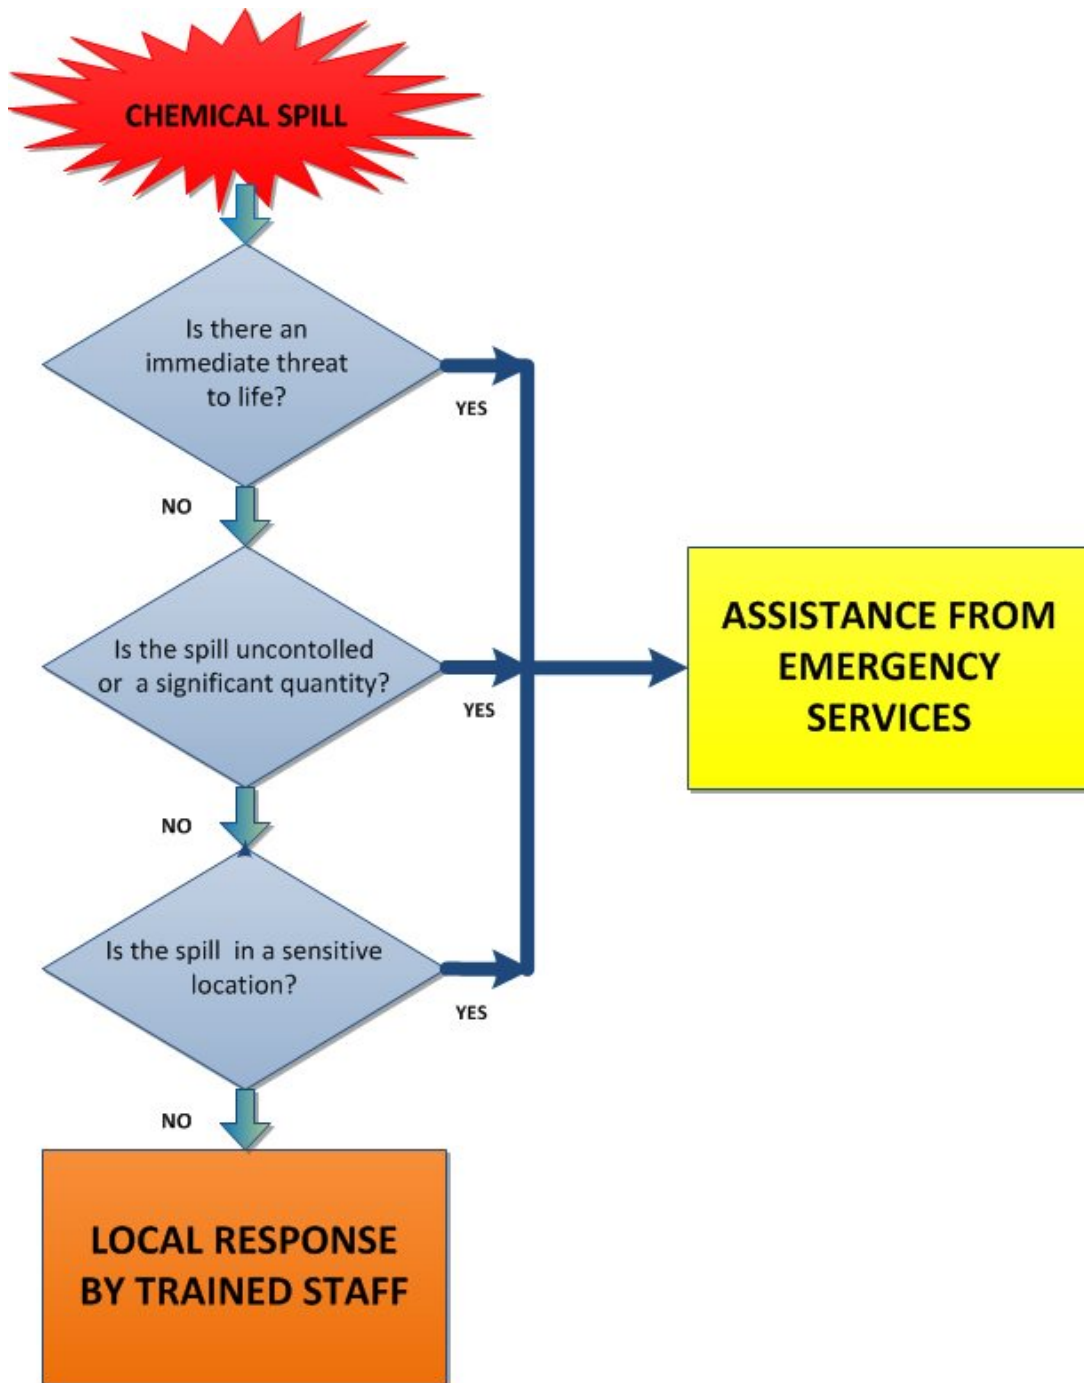 CHEMICAL SPILL
Is there an
immediate threat
to life?
YES
NO
Is the spill uncontolled
or a significant quantity?
YES
NO
Is the spill in a sensitive
location?
YES
NO
ASSISTANCE FROM
EMERGENCY
SERVICES
LOCAL RESPONSE
BY TRAINED STAFF